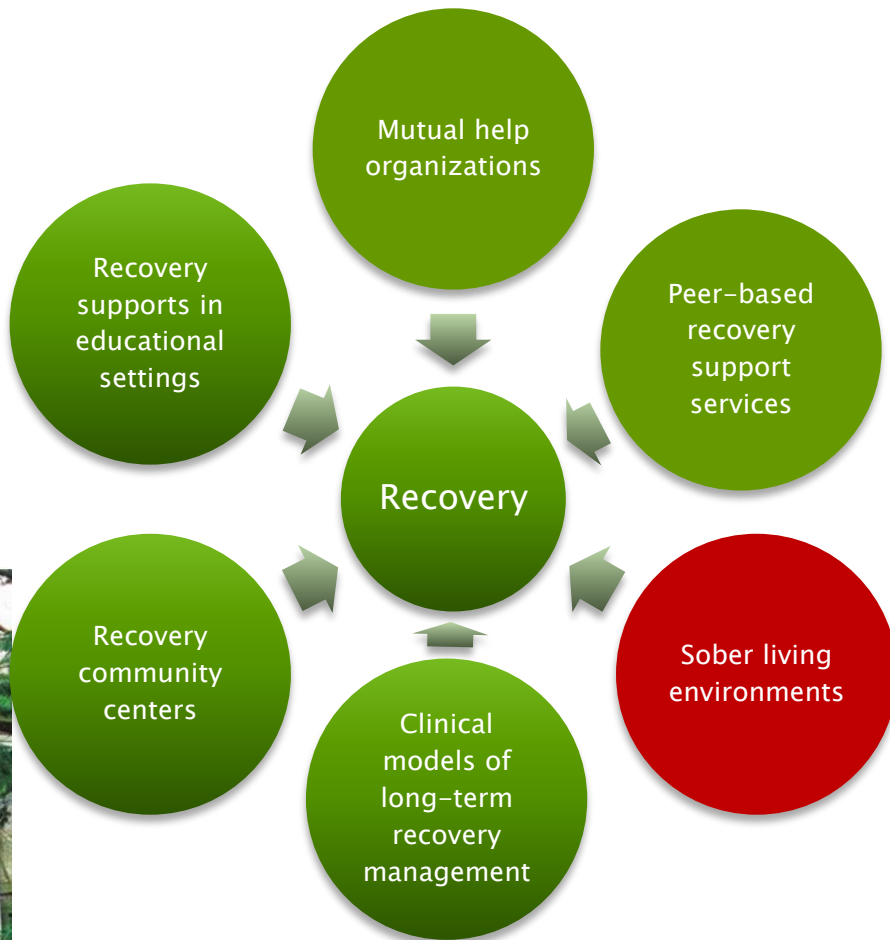 Mutual help
organizations
Peer-based
recovery
support
services
Sober living
environments
Clinical
models of
long-term
recovery
management
Recovery
community
centers
Recovery
supports in
educational
settings
Recovery